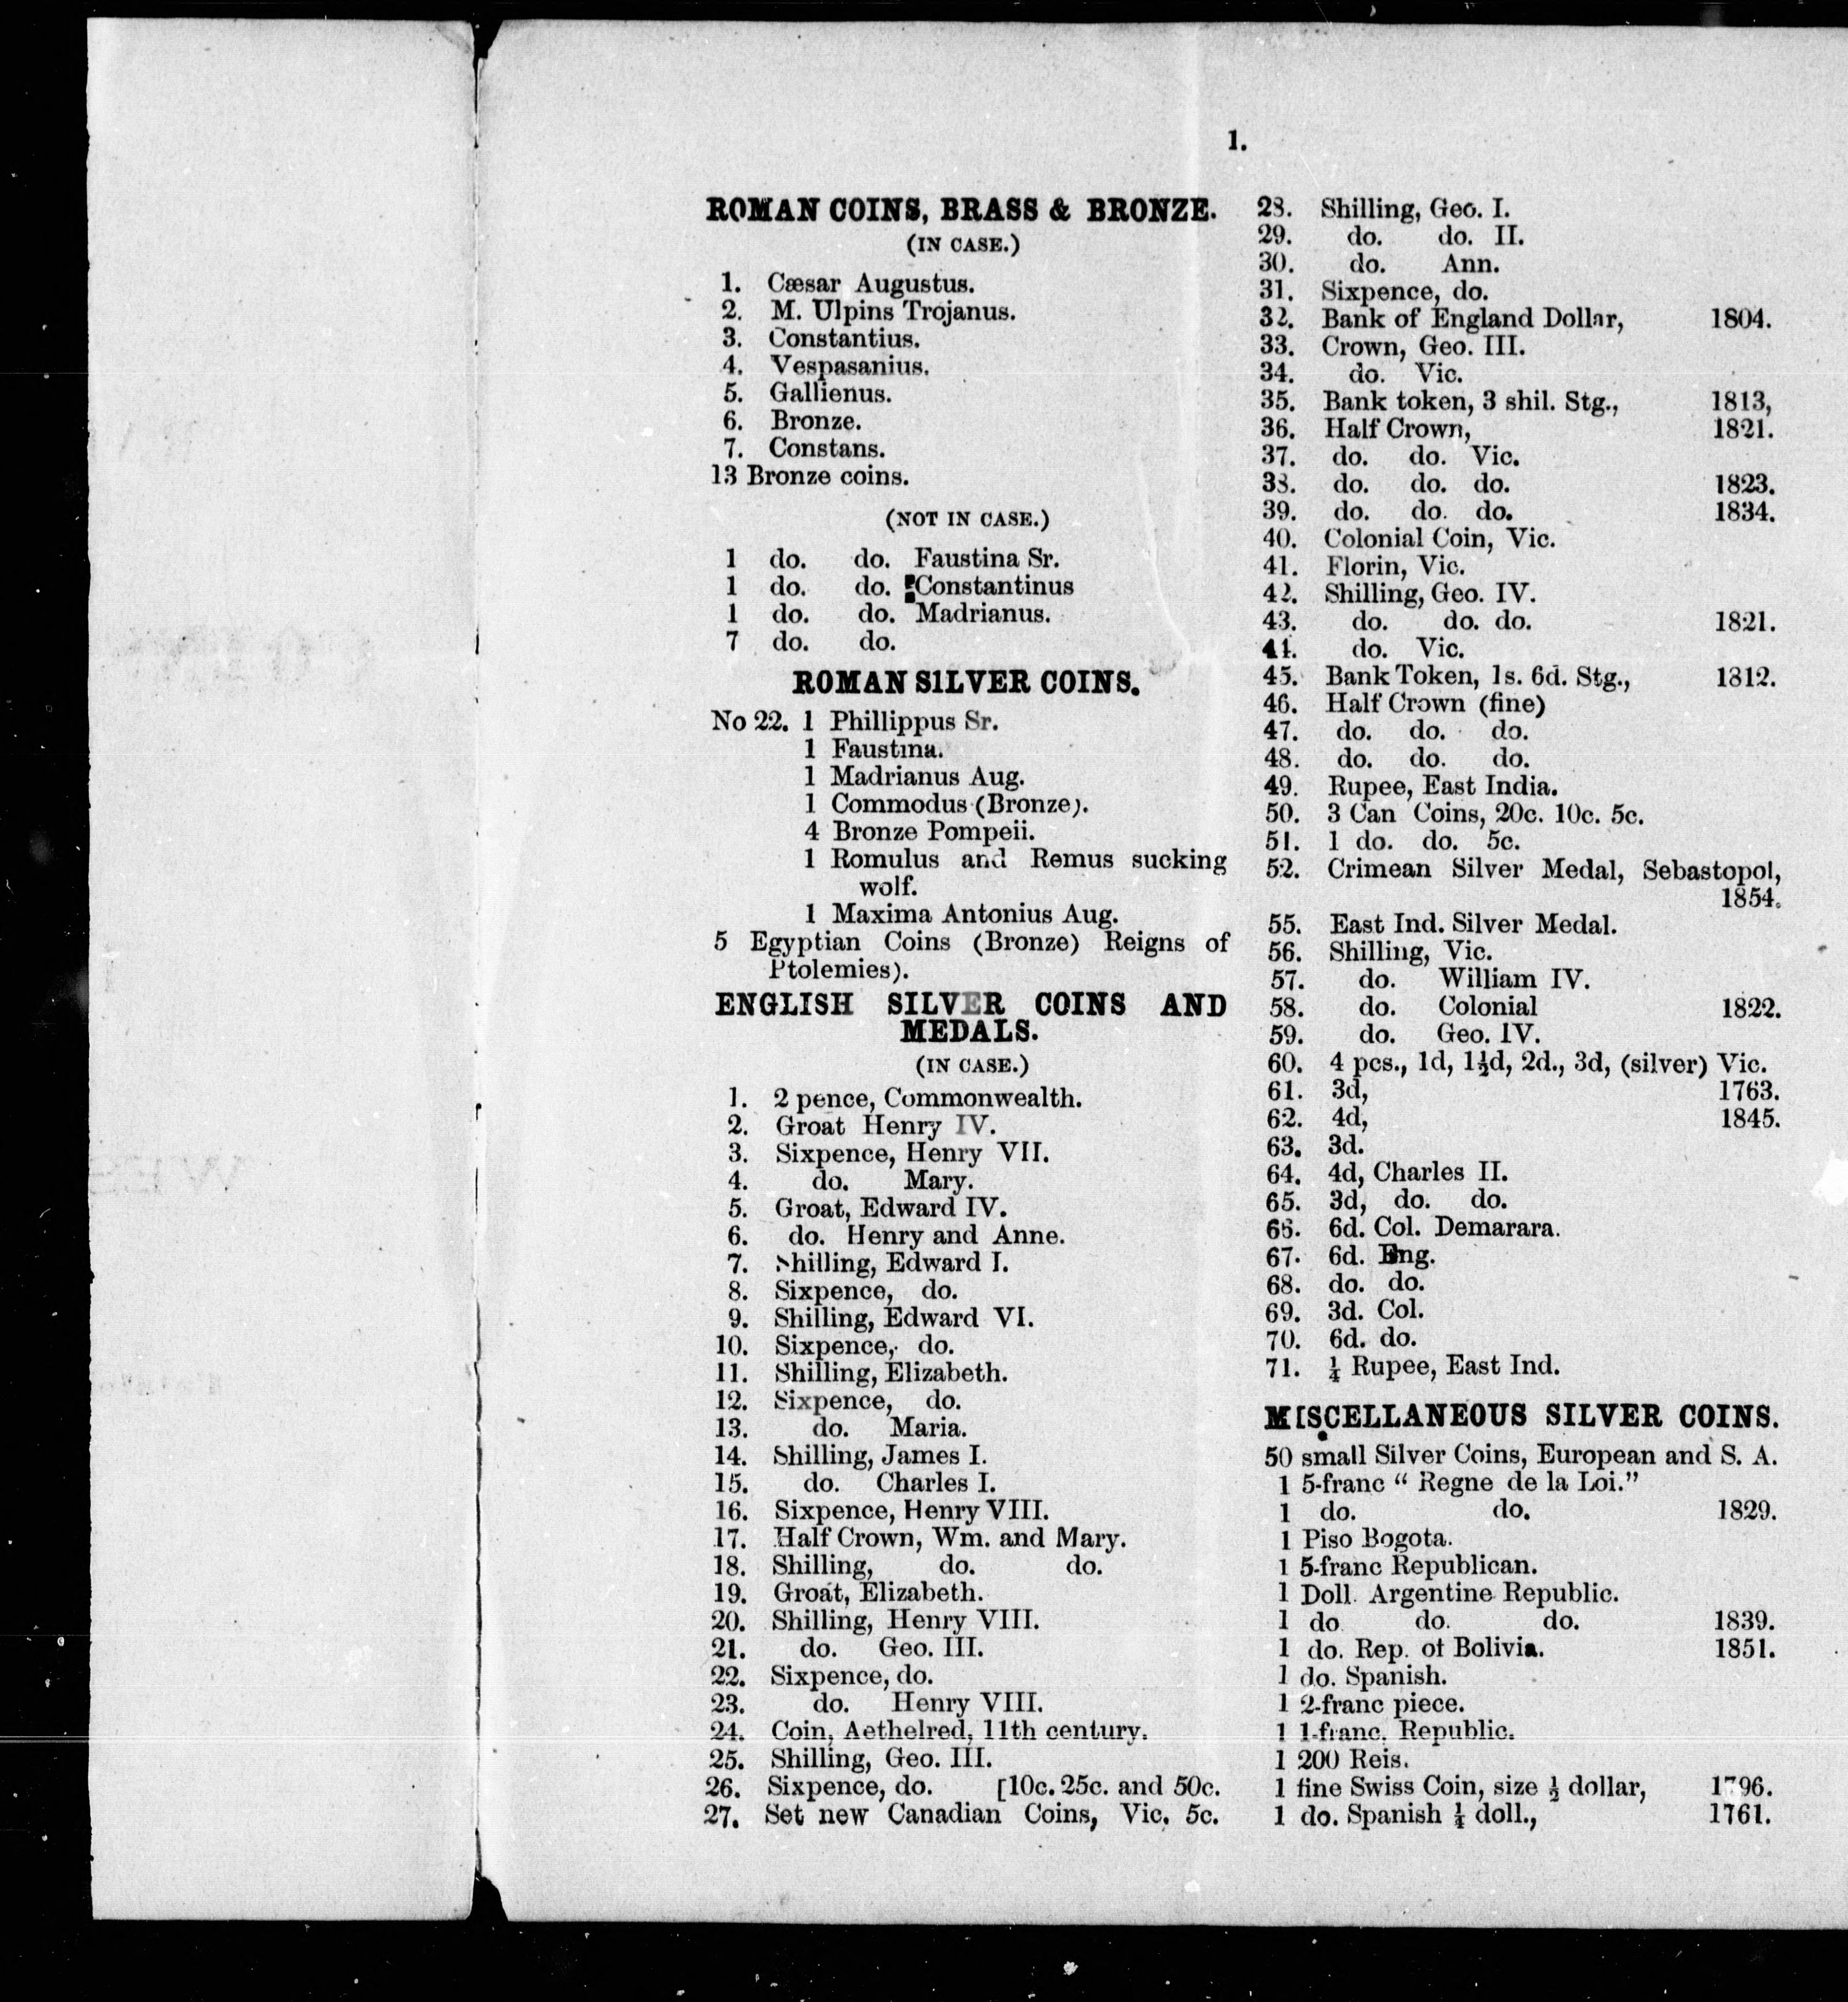 1.
ROMAN COINS, BRASS & BRONZE.
(IN CASE.)
1. Cæsar Augustus.
2. M. Ulpins Trojanus.
3. Constantius.
4. Vespasanius.
5. Gallienus.
6. Bronze.
7. Constans.
13 Bronze coins.
(NOT IN CASE.)
1 do. do. Faustina Sr.
1 do. do. Constantinus
1 do. do. Madrianus.
7 do. do.
ROMAN SILVER COINS.
No 22. 1 Phillippus Sr.
1 Faustina.
1 Madrianus Aug.
1 Commodus (Bronze).
4 Bronze Pompeii.
1 Romulus and Remus sucking
wolf.
1 Maxima Antonius Aug.
5 Egyptian Coins (Bronze) Reigns of
Ptolemies).
ENGLISH SILVER COINS AND
MEDALS.
(IN CASE.)
1. 2 pence, Commonwealth.
2. Groat Henry IV.
3. Sixpence, Henry VII.
4. do. Mary.
5. Groat, Edward IV.
6. do. Henry and Anne.
7. Shilling, Edward I.
8. Sixpence, do.
9. Shilling, Edward VI.
10. Sixpence, do.
11. Shilling, Elizabeth.
12. Sixpence, do.
13. do. Maria.
14. Shilling, James I.
15. do. Charles I.
16. Sixpence, Henry VIII.
17. Half Crown, Wm. and Mary.
18. Shilling, do. do.
19. Groat, Elizabeth.
20. Shilling, Henry VIII.
21. do. Geo. III.
22. Sixpence, do.
23. do. Henry VIII.
24. Coin, Aethelred, 11th century.
25. Shilling, Geo. III.
26. Sixpence, do. [10c. 25c. and 50c.
27. Set new Canadian Coins, Vic. 5c.
28. Shilling, Geo. I.
29. do. do. II.
30. do. Ann.
31. Sixpence, do.
32. Bank of England Dollar, 1804.
33. Crown, Geo. III.
34. do. Vic.
35. Bank token, 3 shil. Stg., 1813,
36. Half Crown, 1821.
37. do. do. Vic.
38. do. do. do. 1823.
39. do. do. do. 1834.
40. Colonial Coin, Vic.
41. Florin, Vic.
42. Shilling, Geo. IV.
43. do. do. do. 1821.
44. do. Vic.
45. Bank Token, 1s. 6d. Stg., 1812.
46. Half Crown (fine)
47. do. do. do.
48. do. do. do.
49. Rupee, East India.
50. 3 Can Coins, 20c. 10c. 5c.
51. 1 do. do. 5c.
52. Crimean Silver Medal, Sebastopol,
1854.
55. East Ind. Silver Medal.
56. Shilling, Vic.
57. do. William IV.
58. do. Colonial 1822.
59. do. Geo. IV.
60. 4 pcs., 1d, 1½d, 2d., 3d, (silver) Vic.
61. 3d, 1763.
62. 4d, 1845.
63. 3d.
64. 4d, Charles II.
65. 3d, do. do.
66. 6d. Col. Demarara.
67. 6d. Eng.
68. do. do.
69. 3d. Col.
70. 6d. do.
71. ¼ Rupee, East Ind.
MISCELLANEOUS SILVER COINS.
50 small Silver Coins, European and S. A.
1 5-franc “ Regne de la Loi.”
1 do. do. 1829.
1 Piso Bogota.
1 5-franc Republican.
1 Doll. Argentine Republic.
1 do do. do. 1839.
1 do. Rep. of Bolivia. 1851.
1 do. Spanish.
1 2-franc piece.
1 1-franc, Republic.
1 200 Reis.
1 fine Swiss Coin, size ½ dollar, 1796.
1 do. Spanish ¼ doll., 1761.